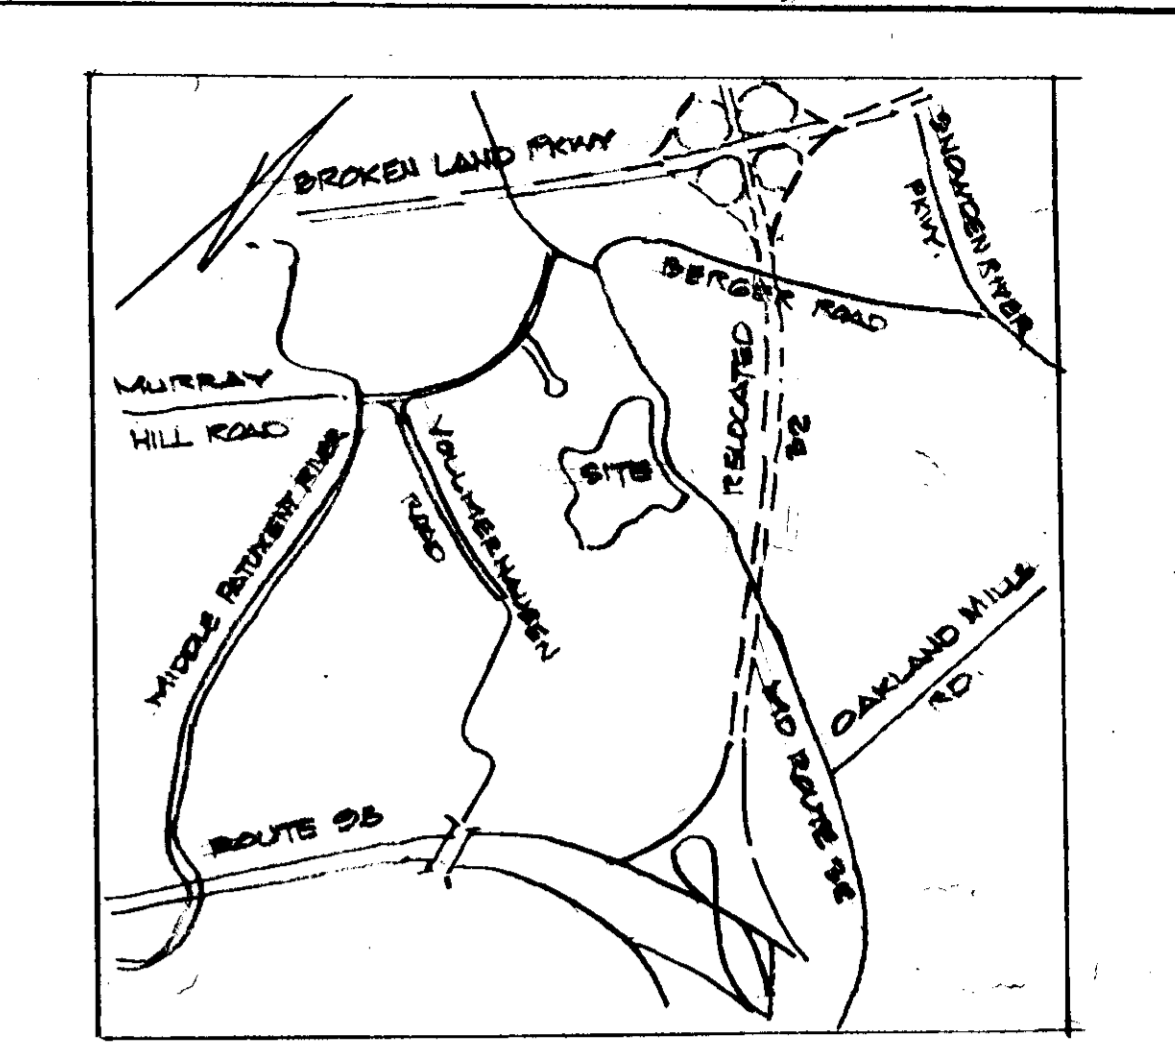 BROKEN LAND PKWY
SNOWDEN RIVER
PKWY.
BERGER ROAD
MURRAY
HILL ROAD
RELOCATED
32
VOLLMERHAUSEN
ROAD
SITE
MIDDLE PATUXENT RIVER
OAKLAND MILLS
RD.
MD ROUTE 32
ROUTE 95